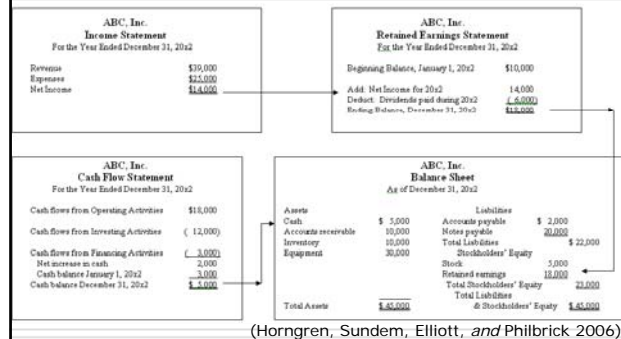 ABC, Inc.
Income Statement
For the Year Ended December 31, 20x2
Revenue $39,000
Expenses $25,000
Net Income $14,000
ABC, Inc.
Retained Earnings Statement
For the Year Ended December 31, 20x2
Beginning Balance, January 1, 20x2 $10,000
Add: Net Income for 20x2 14,000
Deduct: Dividends paid during 20x2 ( 6,000)
Ending Balance, December 31, 20x2 $18,000
ABC, Inc.
Cash Flow Statement
For the Year Ended December 31, 20x2
Cash flows from Operating Activities $18,000
Cash flows from Investing Activities ( 12,000)
Cash flows from Financing Activities ( 3,000)
Net increase in cash 2,000
Cash balance January 1, 20x2 3,000
Cash balance December 31, 20x2 $ 5,000
ABC, Inc.
Balance Sheet
As of December 31, 20x2
Assets Liabilities
Cash $ 5,000 Accounts payable $ 2,000
Accounts receivable 10,000 Notes payable 20,000
Inventory 10,000 Total Liabilities $ 22,000
Equipment 30,000 Stockholders' Equity
Stock 5,000
Retained earnings 18,000
Total Stockholders' Equity 23,000
Total Liabilities
Total Assets $ 45,000 & Stockholders' Equity $ 45,000
(Horngren, Sundem, Elliott, and Philbrick 2006)